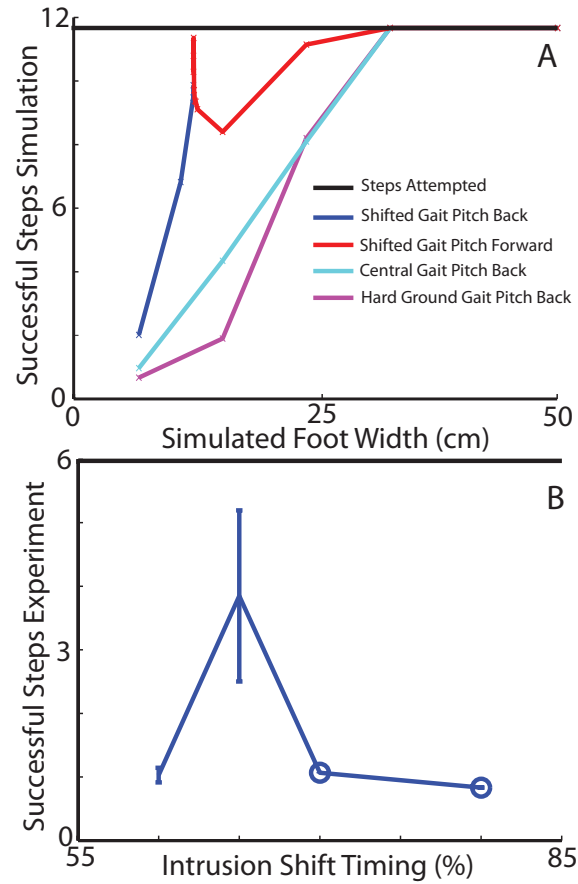 12
A
6
Successful Steps Simulation
Steps Attempted
Shifted Gait Pitch Back
Shifted Gait Pitch Forward
Central Gait Pitch Back
Hard Ground Gait Pitch Back
0
0
25
50
Simulated Foot Width (cm)
6
B
3
Successful Steps Experiment
0
55
85
Intrusion Shift Timing (%)